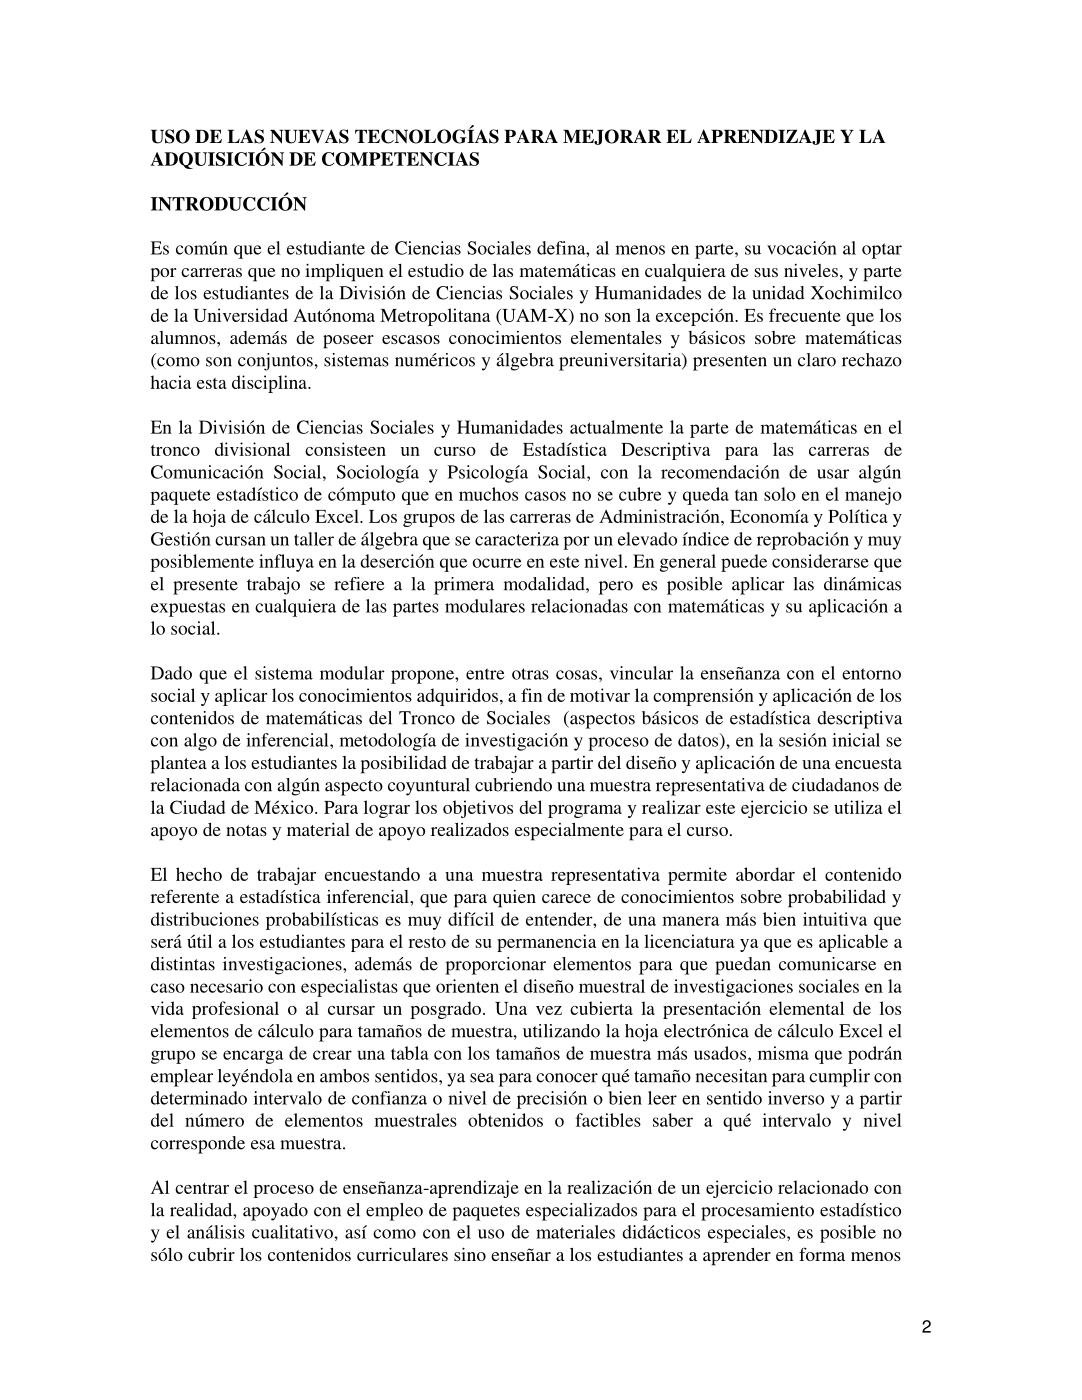 USO DE LAS NUEVAS TECNOLOGÍAS PARA MEJORAR EL APRENDIZAJE Y LA
ADQUISICIÓN DE COMPETENCIAS
INTRODUCCIÓN
Es común que el estudiante de Ciencias Sociales defina, al menos en parte, su vocación al optar
por carreras que no impliquen el estudio de las matemáticas en cualquiera de sus niveles, y parte
de los estudiantes de la División de Ciencias Sociales y Humanidades de la unidad Xochimilco
de la Universidad Autónoma Metropolitana (UAM-X) no son la excepción. Es frecuente que los
alumnos, además de poseer escasos conocimientos elementales y básicos sobre matemáticas
(como son conjuntos, sistemas numéricos y álgebra preuniversitaria) presenten un claro rechazo
hacia esta disciplina.
En la División de Ciencias Sociales y Humanidades actualmente la parte de matemáticas en el
tronco divisional consisteen un curso de Estadística Descriptiva para las carreras de
Comunicación Social, Sociología y Psicología Social, con la recomendación de usar algún
paquete estadístico de cómputo que en muchos casos no se cubre y queda tan solo en el manejo
de la hoja de cálculo Excel. Los grupos de las carreras de Administración, Economía y Política y
Gestión cursan un taller de álgebra que se caracteriza por un elevado índice de reprobación y muy
posiblemente influya en la deserción que ocurre en este nivel. En general puede considerarse que
el presente trabajo se refiere a la primera modalidad, pero es posible aplicar las dinámicas
expuestas en cualquiera de las partes modulares relacionadas con matemáticas y su aplicación a
lo social.
Dado que el sistema modular propone, entre otras cosas, vincular la enseñanza con el entorno
social y aplicar los conocimientos adquiridos, a fin de motivar la comprensión y aplicación de los
contenidos de matemáticas del Tronco de Sociales (aspectos básicos de estadística descriptiva
con algo de inferencial, metodología de investigación y proceso de datos), en la sesión inicial se
plantea a los estudiantes la posibilidad de trabajar a partir del diseño y aplicación de una encuesta
relacionada con algún aspecto coyuntural cubriendo una muestra representativa de ciudadanos de
la Ciudad de México. Para lograr los objetivos del programa y realizar este ejercicio se utiliza el
apoyo de notas y material de apoyo realizados especialmente para el curso.
El hecho de trabajar encuestando a una muestra representativa permite abordar el contenido
referente a estadística inferencial, que para quien carece de conocimientos sobre probabilidad y
distribuciones probabilísticas es muy difícil de entender, de una manera más bien intuitiva que
será útil a los estudiantes para el resto de su permanencia en la licenciatura ya que es aplicable a
distintas investigaciones, además de proporcionar elementos para que puedan comunicarse en
caso necesario con especialistas que orienten el diseño muestral de investigaciones sociales en la
vida profesional o al cursar un posgrado. Una vez cubierta la presentación elemental de los
elementos de cálculo para tamaños de muestra, utilizando la hoja electrónica de cálculo Excel el
grupo se encarga de crear una tabla con los tamaños de muestra más usados, misma que podrán
emplear leyéndola en ambos sentidos, ya sea para conocer qué tamaño necesitan para cumplir con
determinado intervalo de confianza o nivel de precisión o bien leer en sentido inverso y a partir
del número de elementos muestrales obtenidos o factibles saber a qué intervalo y nivel
corresponde esa muestra.
Al centrar el proceso de enseñanza-aprendizaje en la realización de un ejercicio relacionado con
la realidad, apoyado con el empleo de paquetes especializados para el procesamiento estadístico
y el análisis cualitativo, así como con el uso de materiales didácticos especiales, es posible no
sólo cubrir los contenidos curriculares sino enseñar a los estudiantes a aprender en forma menos
2